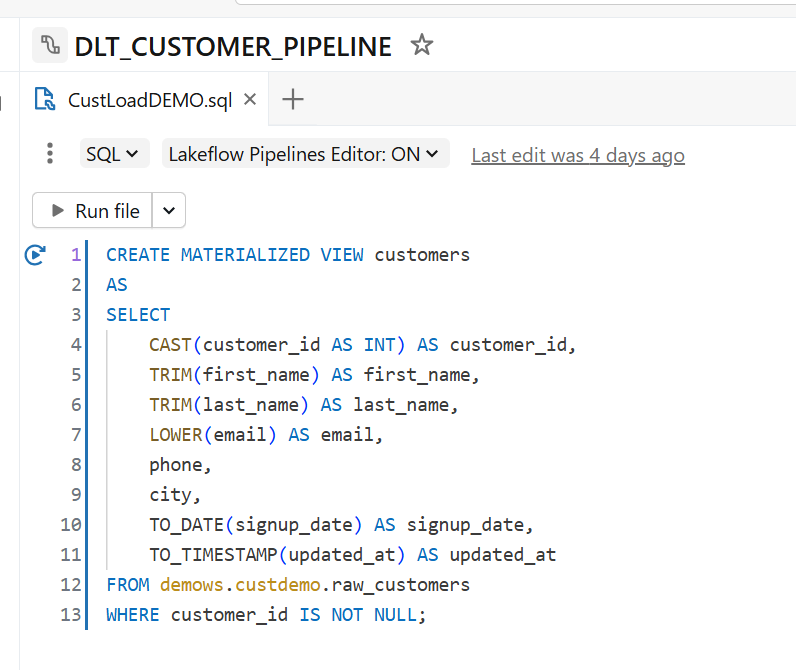 DLT_CUSTOMER_PIPELINE
CustLoadDEMO.sql
SQL Lakeflow Pipelines Editor: ON Last edit was 4 days ago
Run file
1 CREATE MATERIALIZED VIEW customers
2 AS
3 SELECT
4 CAST(customer_id AS INT) AS customer_id,
5 TRIM(first_name) AS first_name,
6 TRIM(last_name) AS last_name,
7 LOWER(email) AS email,
8 phone,
9 city,
10 TO_DATE(signup_date) AS signup_date,
11 TO_TIMESTAMP(updated_at) AS updated_at
12 FROM demows.custdemo.raw_customers
13 WHERE customer_id IS NOT NULL;